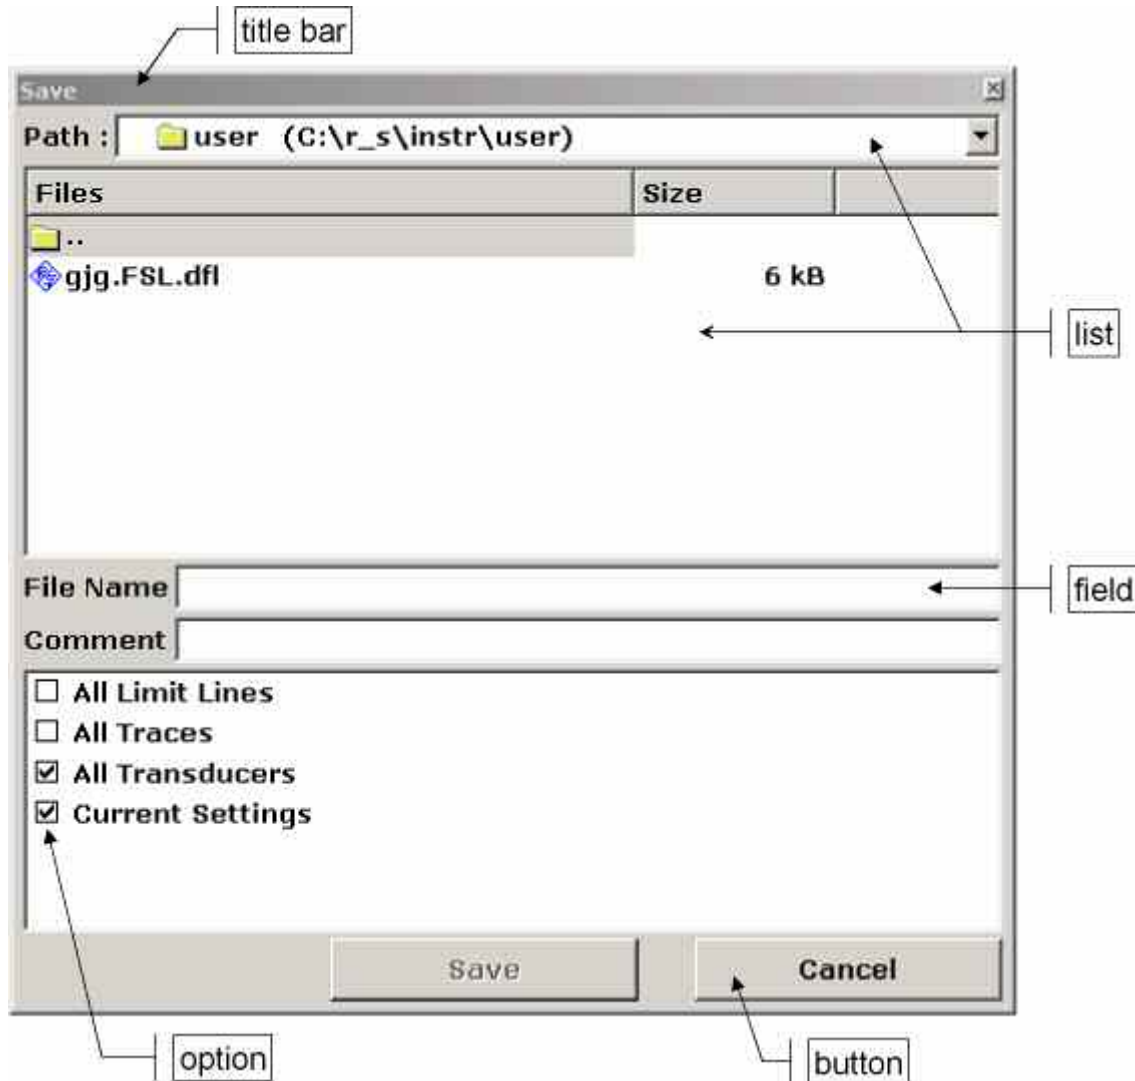 title bar
Save
Path : user (C:\r_s\instr\user)
Files Size
..
gjg.FSL.dfl 6 kB
list
File Name
field
Comment
All Limit Lines
All Traces
All Transducers
Current Settings
Save Cancel
option button